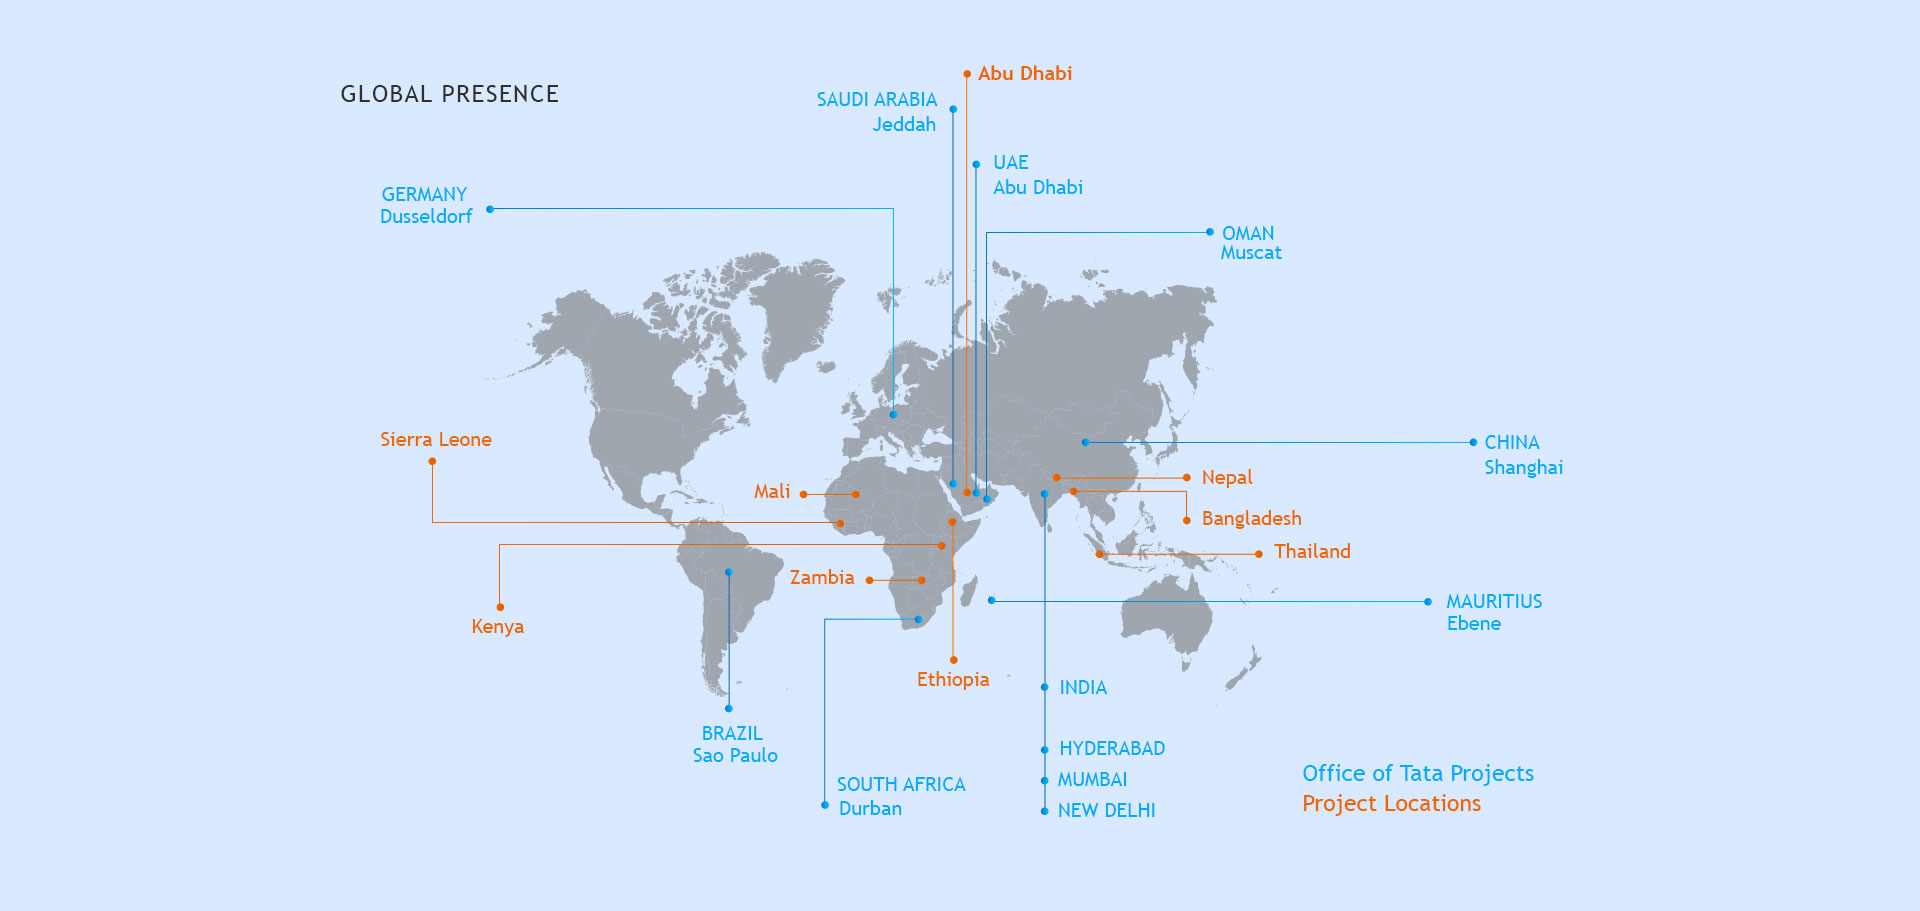 GLOBAL PRESENCE
Abu Dhabi
SAUDI ARABIA
Jeddah
UAE
Abu Dhabi
GERMANY
Dusseldorf
OMAN
Muscat
Sierra Leone
CHINA
Shanghai
Mali
Nepal
Bangladesh
Thailand
Zambia
MAURITIUS
Ebene
Kenya
Ethiopia
INDIA
BRAZIL
Sao Paulo
HYDERABAD
MUMBAI
NEW DELHI
SOUTH AFRICA
Durban
Office of Tata Projects
Project Locations